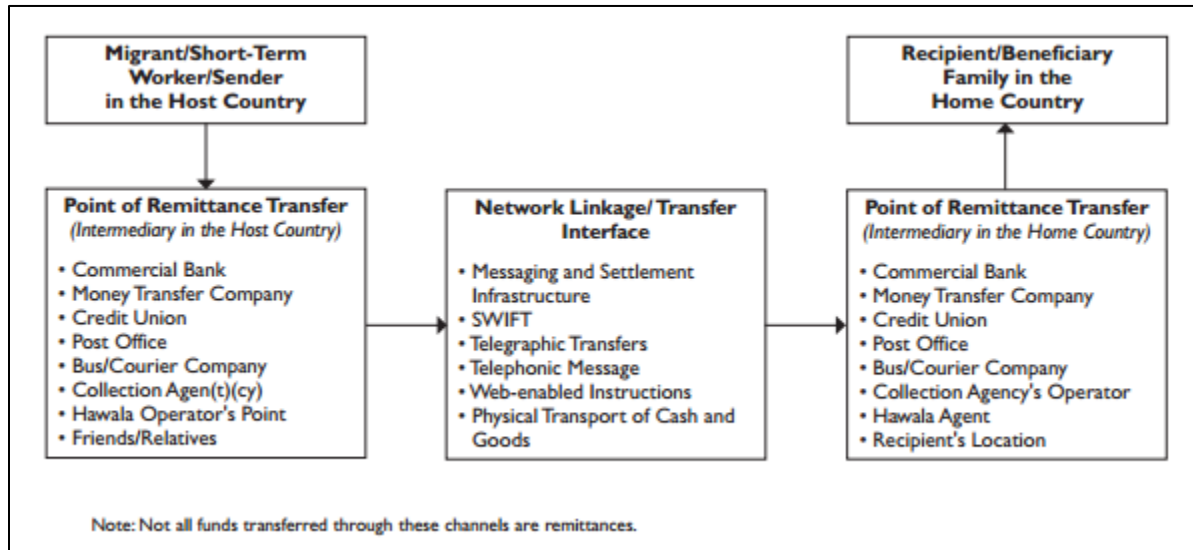 Migrant/Short-Term
Worker/Sender
in the Host Country
Recipient/Beneficiary
Family in the
Home Country
Point of Remittance Transfer
(Intermediary in the Host Country)
• Commercial Bank
• Money Transfer Company
• Credit Union
• Post Office
• Bus/Courier Company
• Collection Agen(t)(cy)
• Hawala Operator's Point
• Friends/Relatives
Network Linkage/ Transfer
Interface
• Messaging and Settlement
Infrastructure
• SWIFT
• Telegraphic Transfers
• Telephonic Message
• Web-enabled Instructions
• Physical Transport of Cash and
Goods
Point of Remittance Transfer
(Intermediary in the Home Country)
• Commercial Bank
• Money Transfer Company
• Credit Union
• Post Office
• Bus/Courier Company
• Collection Agency's Operator
• Hawala Agent
• Recipient's Location
Note: Not all funds transferred through these channels are remittances.